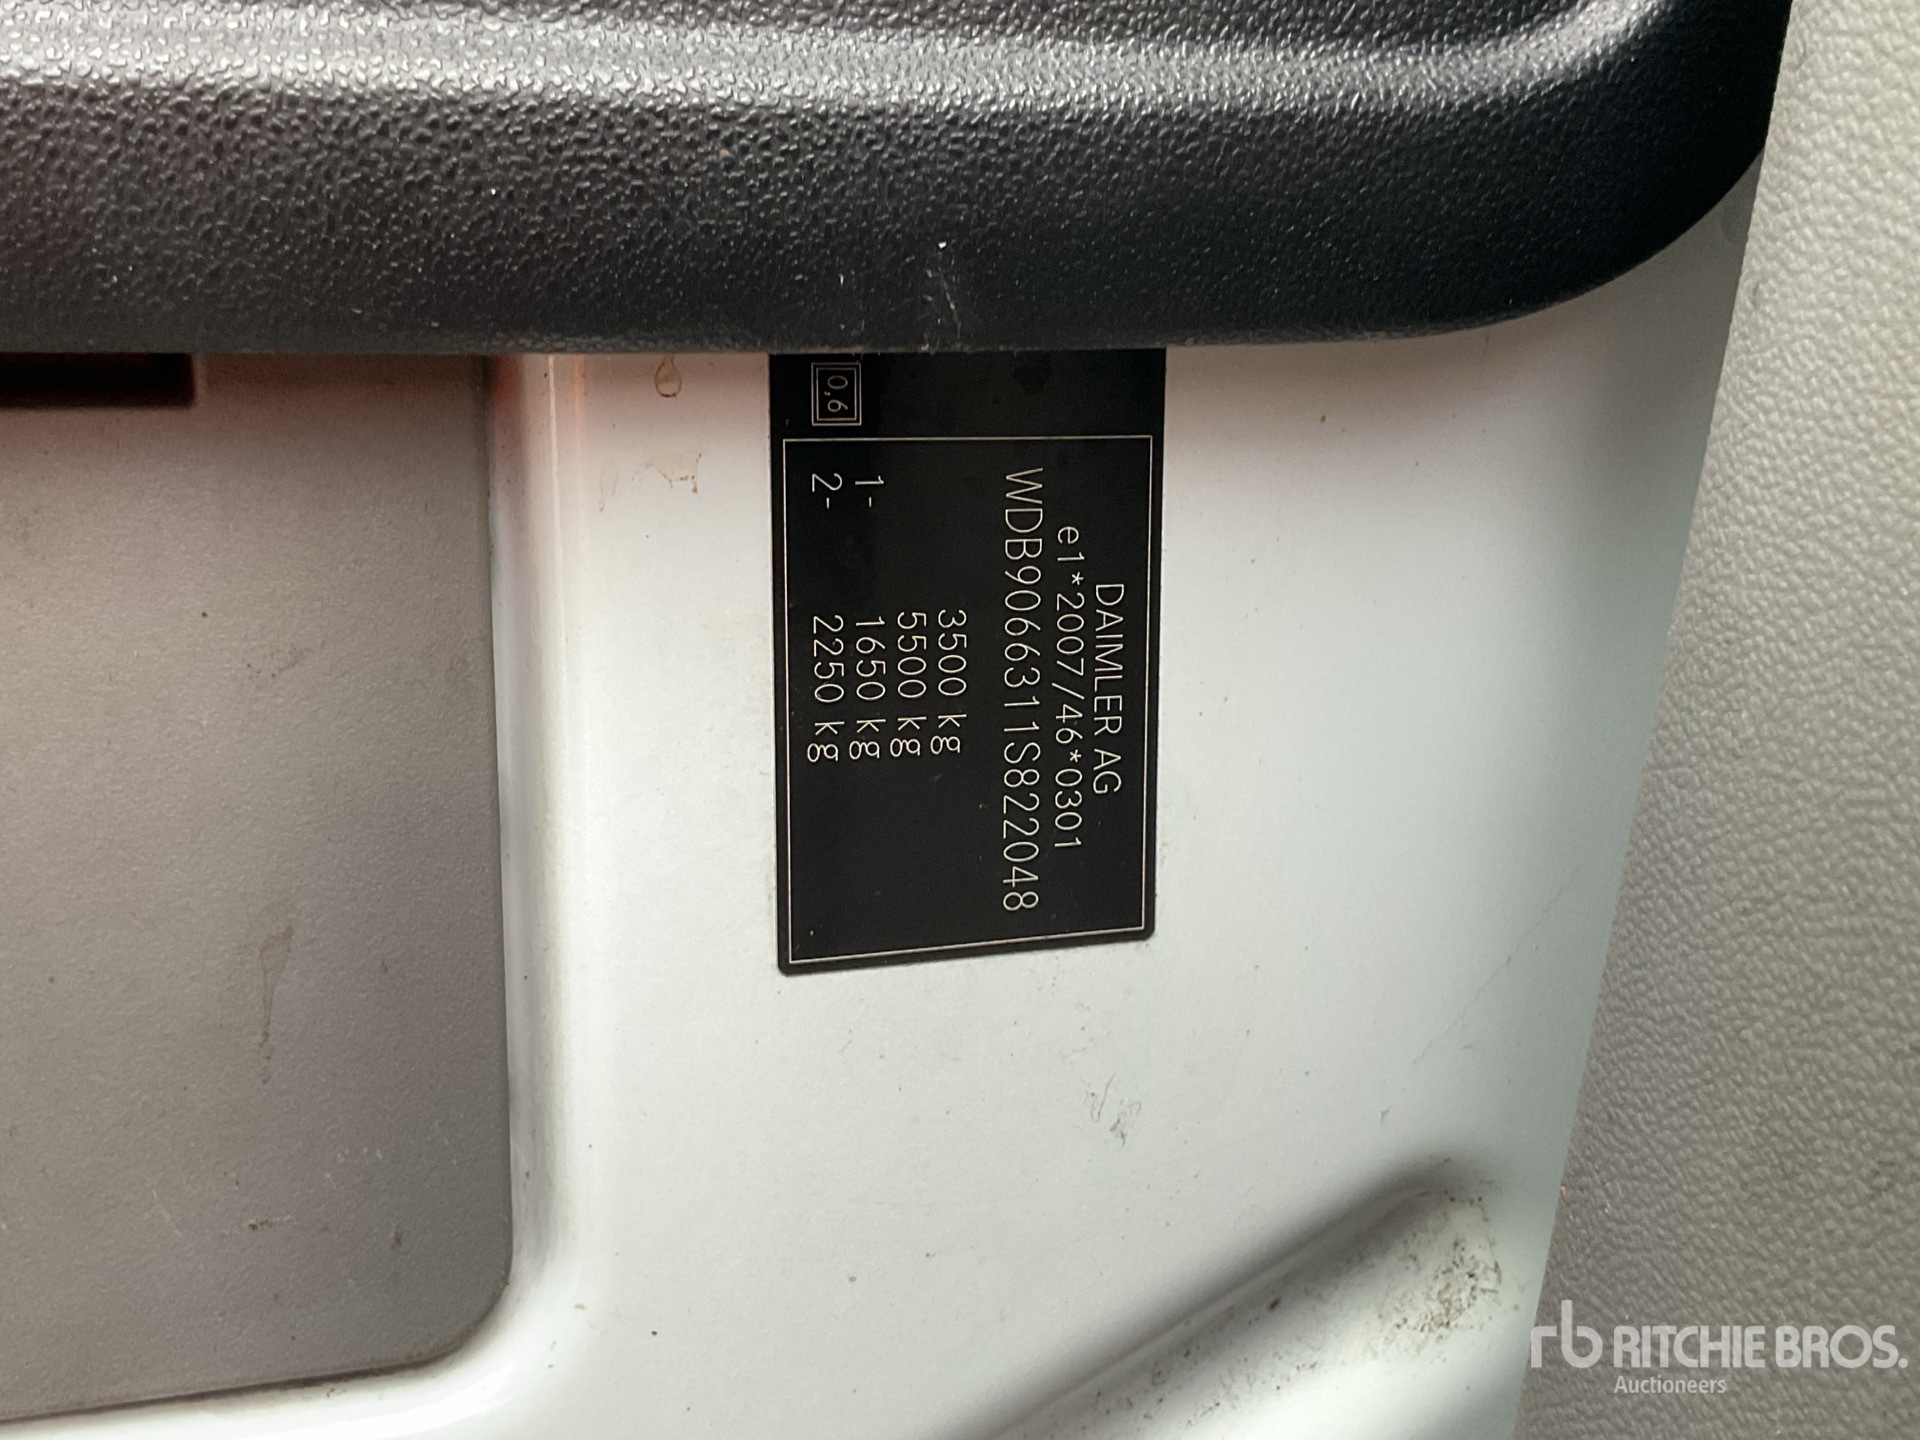 DAIMLER AG
e1*2007/46*0301
WDB9066311S822048
3500 kg
5500 kg
1- 1650 kg
2- 2250 kg
0,6
rb RITCHIE BROS.
Auctioneers